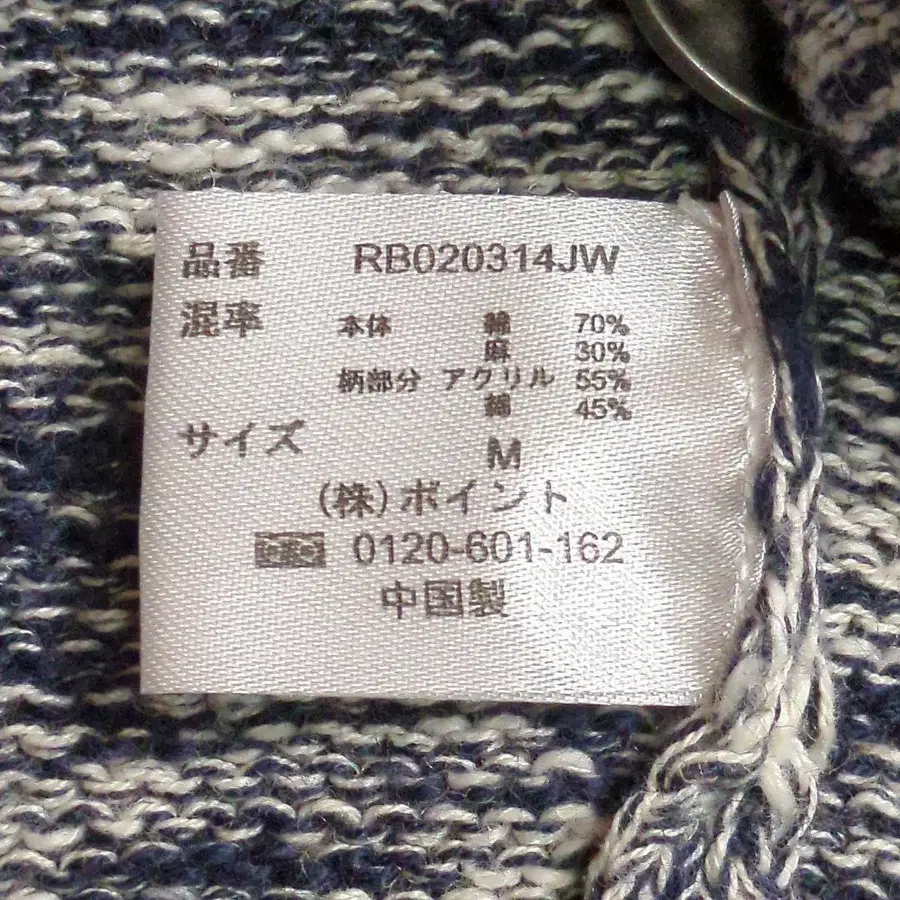 品番 RB020314JW
混率 本体 綿 70%
麻 30%
柄部分 アクリル 55%
綿 45%
サイズ M
(株)ポイント
0120-601-162
中国製